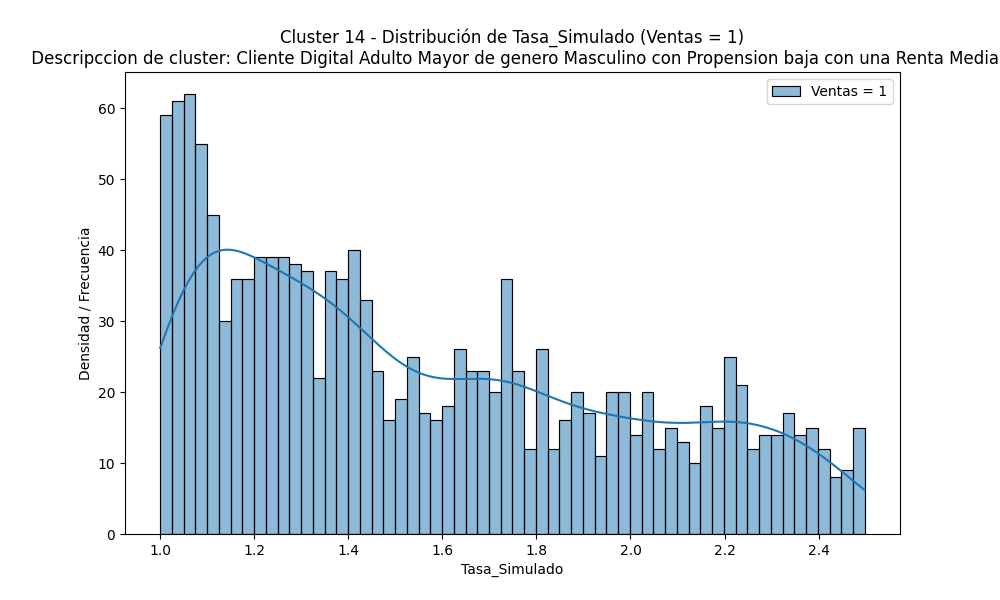 Cluster 14 - Distribución de Tasa_Simulado (Ventas = 1)
Descripccion de cluster: Cliente Digital Adulto Mayor de genero Masculino con Propension baja con una Renta Media
Ventas = 1
Densidad / Frecuencia
60
50
40
30
20
10
0
1.0 1.2 1.4 1.6 1.8 2.0 2.2 2.4
Tasa_Simulado